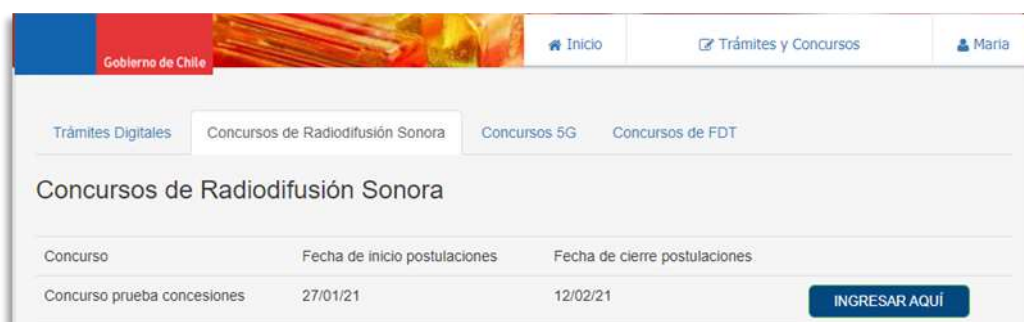 Gobierno de Chile
Inicio Trámites y Concursos Maria
Trámites Digitales Concursos de Radiodifusión Sonora Concursos 5G Concursos de FDT
Concursos de Radiodifusión Sonora
Concurso Fecha de inicio postulaciones Fecha de cierre postulaciones
Concurso prueba concesiones 27/01/21 12/02/21 INGRESAR AQUÍ